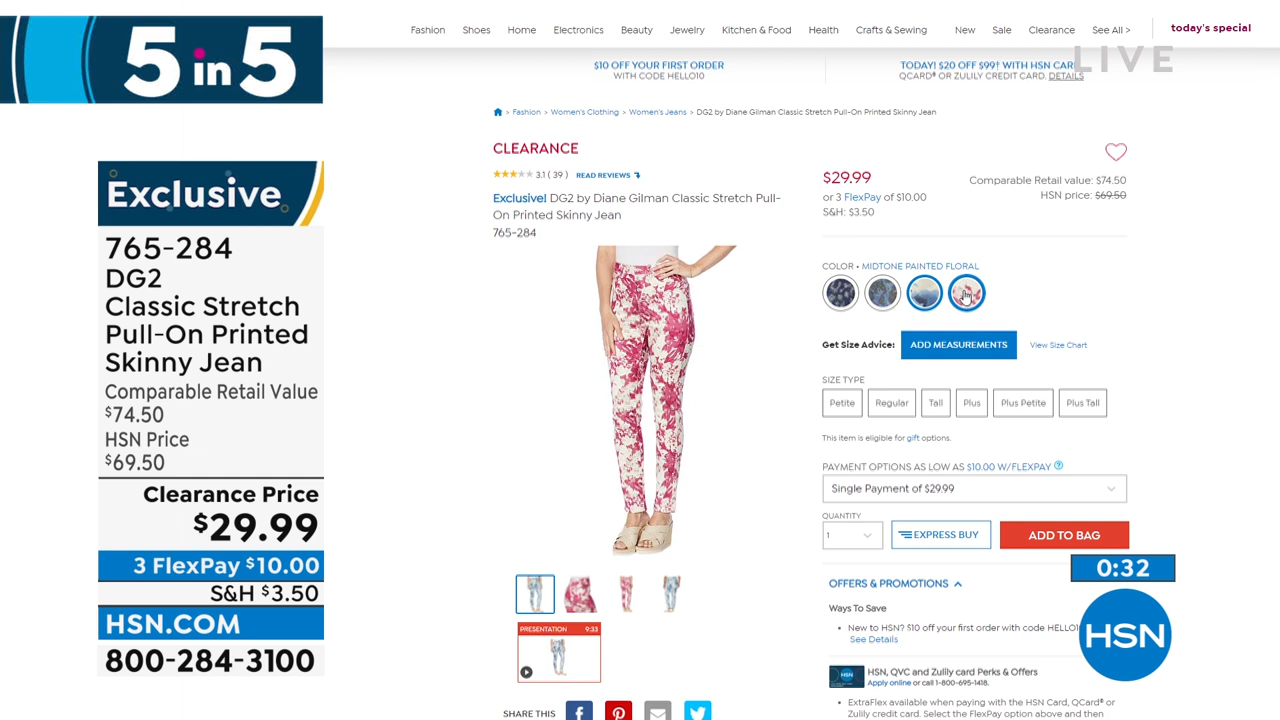 5 in 5
Exclusive
765-284
DG2
Classic Stretch
Pull-On Printed
Skinny Jean
Comparable Retail Value
$74.50
HSN Price
$69.50
Clearance Price
$29.99
3 FlexPay $10.00
S&H $3.50
HSN.COM
800-284-3100
Fashion Shoes Home Electronics Beauty Jewelry Kitchen & Food Health Crafts & Sewing New Sale Clearance See All > today's special
LIVE
$10 OFF YOUR FIRST ORDER
WITH CODE HELLO10
TODAY! $20 OFF $99† WITH HSN CARD,
QCARD® OR ZULILY CREDIT CARD. DETAILS
> Fashion > Women's Clothing > Women's Jeans > DG2 by Diane Gilman Classic Stretch Pull-On Printed Skinny Jean
CLEARANCE
3.1 ( 39 ) READ REVIEWS
Exclusive! DG2 by Diane Gilman Classic Stretch Pull-
On Printed Skinny Jean
765-284
PRESENTATION 9:33
SHARE THIS
$29.99
or 3 FlexPay of $10.00
S&H: $3.50
Comparable Retail value: $74.50
HSN price: $69.50
COLOR • MIDTONE PAINTED FLORAL
Get Size Advice: ADD MEASUREMENTS View Size Chart
SIZE TYPE
Petite Regular Tall Plus Plus Petite Plus Tall
This item is eligible for gift options.
PAYMENT OPTIONS AS LOW AS $10.00 W/FLEXPAY ?
Single Payment of $29.99
QUANTITY
1 EXPRESS BUY ADD TO BAG
0:32
OFFERS & PROMOTIONS
Ways To Save
• New to HSN? $10 off your first order with code HELLO1
See Details
HSN
HSN, QVC and Zulily card Perks & Offers
Apply online or call 1-800-695-1418.
• ExtraFlex available when paying with the HSN Card, QCard® or
Zulily credit card. Select the FlexPay option above and then